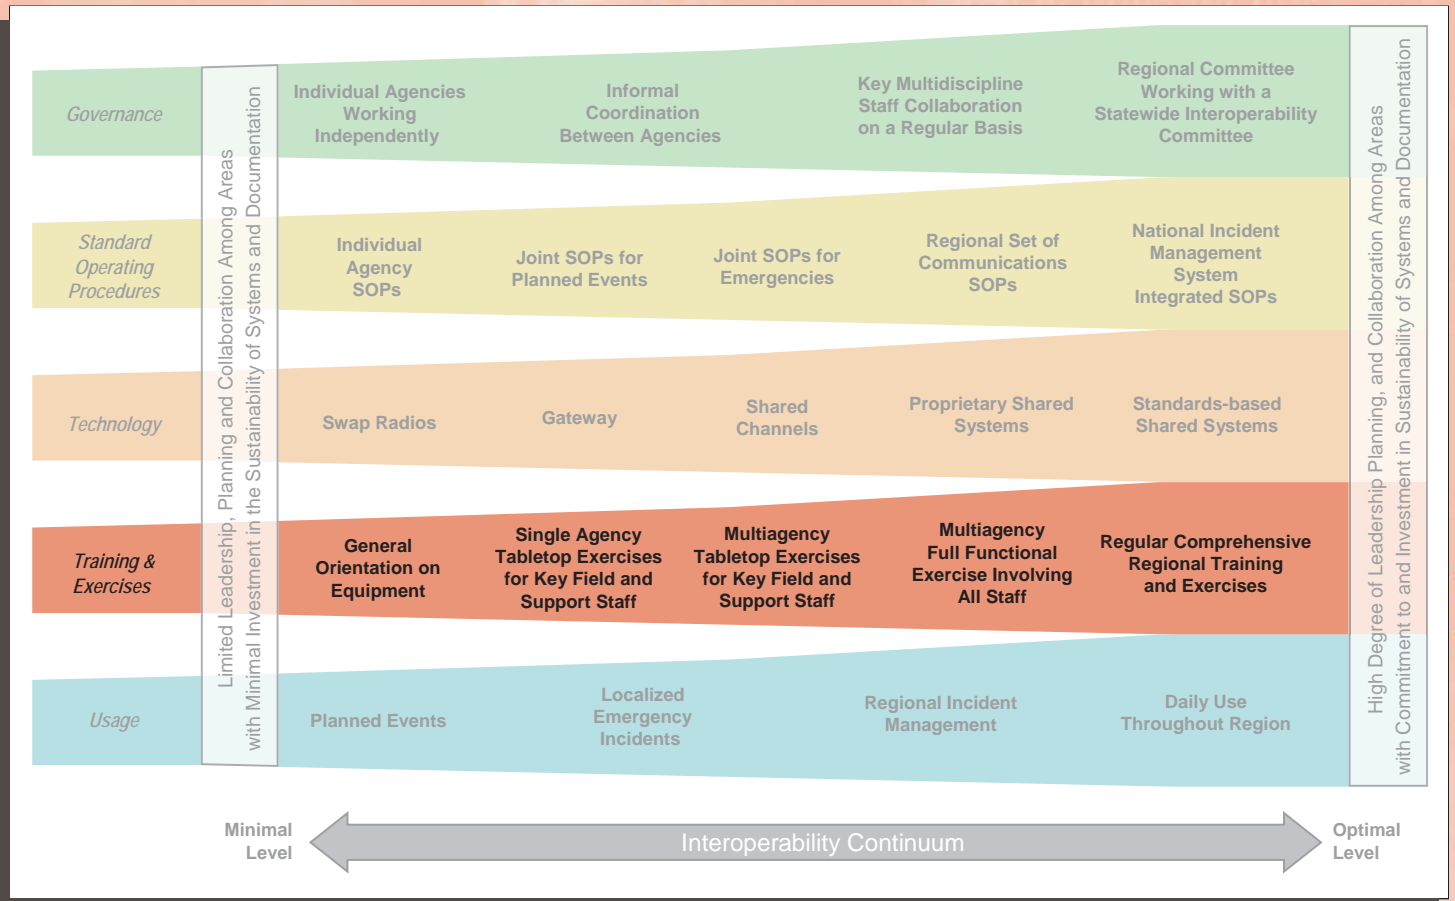 Governance
Individual Agencies
Working
Independently
Informal
Coordination
Between Agencies
Key Multidiscipline
Staff Collaboration
on a Regular Basis
Regional Committee
Working with a
Statewide Interoperability
Committee
Standard
Operating
Procedures
Individual
Agency
SOPs
Joint SOPs for
Planned Events
Joint SOPs for
Emergencies
Regional Set of
Communications
SOPs
National Incident
Management
System
Integrated SOPs
Technology
Swap Radios
Gateway
Shared
Channels
Proprietary Shared
Systems
Standards-based
Shared Systems
Training &
Exercises
General
Orientation on
Equipment
Single Agency
Tabletop Exercises
for Key Field and
Support Staff
Multiagency
Tabletop Exercises
for Key Field and
Support Staff
Multiagency
Full Functional
Exercise Involving
All Staff
Regular Comprehensive
Regional Training
and Exercises
Usage
Planned Events
Localized
Emergency
Incidents
Regional Incident
Management
Daily Use
Throughout Region
Limited Leadership, Planning and Collaboration Among Areas
with Minimal Investment in the Sustainability of Systems and Documentation
High Degree of Leadership Planning, and Collaboration Among Areas
with Commitment to and Investment in Sustainability of Systems and Documentation
Minimal
Level
Interoperability Continuum
Optimal
Level